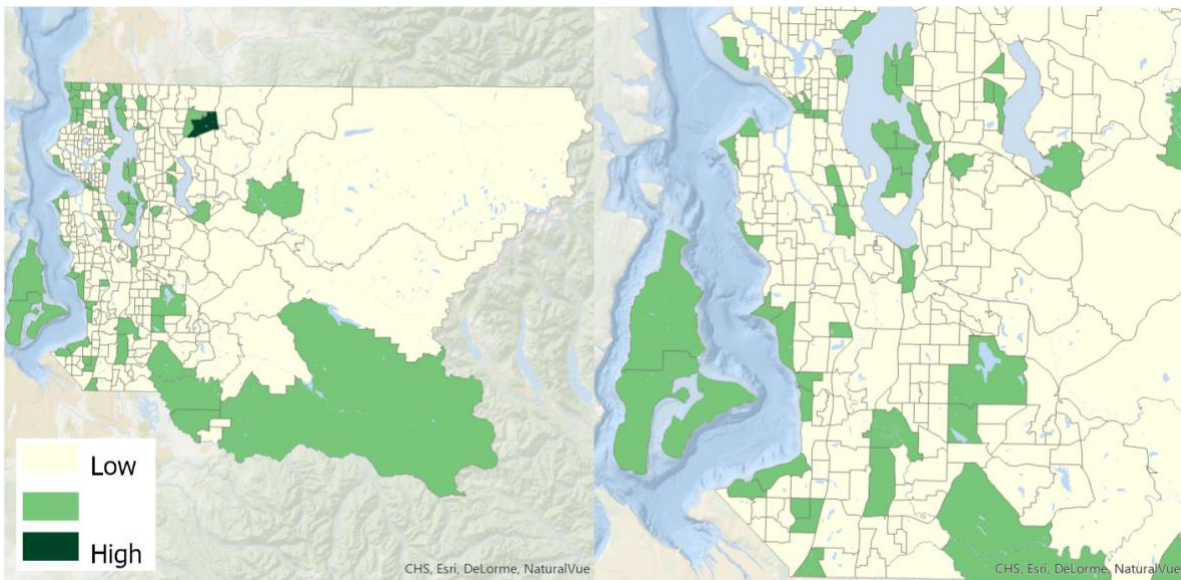 Low
High
CHS, Esri, DeLorme, NaturalVue
CHS, Esri, DeLorme, NaturalVue